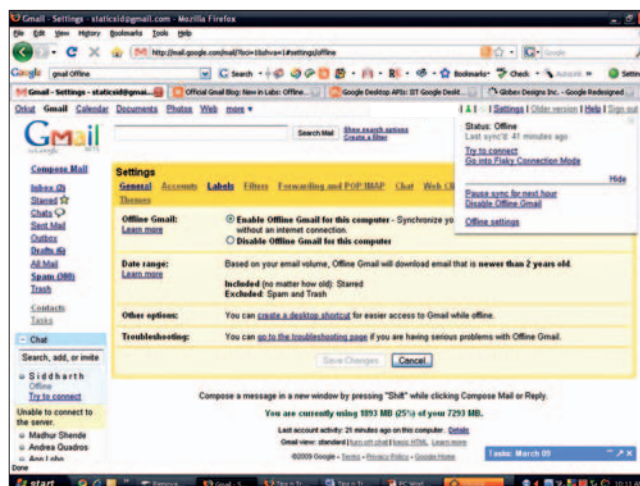 Gmail - Settings - staticsid@gmail.com - Mozilla Firefox
File Edit View History Bookmarks Tools Help
http://mail.google.com/mail/?loci=1&shva=1#settings/offline
Google
Google gmail Offline Search Bookmarks Check
Gmail - Settings - staticsid@gmai... Official Gmail Blog: New in Labs: Offline... Google Desktop APIs: IIT Google Deskt... Globex Designs Inc. - Google Redesigned
Orkut Gmail Calendar Documents Photos Web more ▼ Settings | Older version | Help | Sign out
Gmail
by Google BETA
Search Mail Show search options
Create a filter
Status: Offline
Last sync'd: 41 minutes ago
Try to connect
Go into Flaky Connection Mode
Hide
Pause sync for next hour
Disable Offline Gmail
Offline settings
Compose Mail
Inbox (2)
Starred
Chats
Sent Mail
Outbox
Drafts (6)
All Mail
Spam (380)
Trash
Contacts
Tasks
Chat
Search, add, or invite
Siddharth
Offline
Try to connect
Unable to connect to
the server.
Madhur Shende
Andrea Quadros
Ann Lobo
Settings
General Accounts Labels Filters Forwarding and POP/IMAP Chat Web Cl
Themes
Offline Gmail:
Learn more
Enable Offline Gmail for this computer - Synchronize yo
without an internet connection.
Disable Offline Gmail for this computer
Date range:
Learn more
Based on your email volume, Offline Gmail will download email that is newer than 2 years old.
Included (no matter how old): Starred
Excluded: Spam and Trash
Other options: You can create a desktop shortcut for easier access to Gmail while offline.
Troubleshooting: You can go to the troubleshooting page if you are having serious problems with Offline Gmail.
Save Changes Cancel
Compose a message in a new window by pressing "Shift" while clicking Compose Mail or Reply.
You are currently using 1893 MB (25%) of your 7293 MB.
Last account activity: 21 minutes ago on this computer. Details
Gmail view: standard | turn off chat | basic HTML Learn more
©2009 Google - Terms - Privacy Policy - Google Home
Tasks: March 09
Done
start